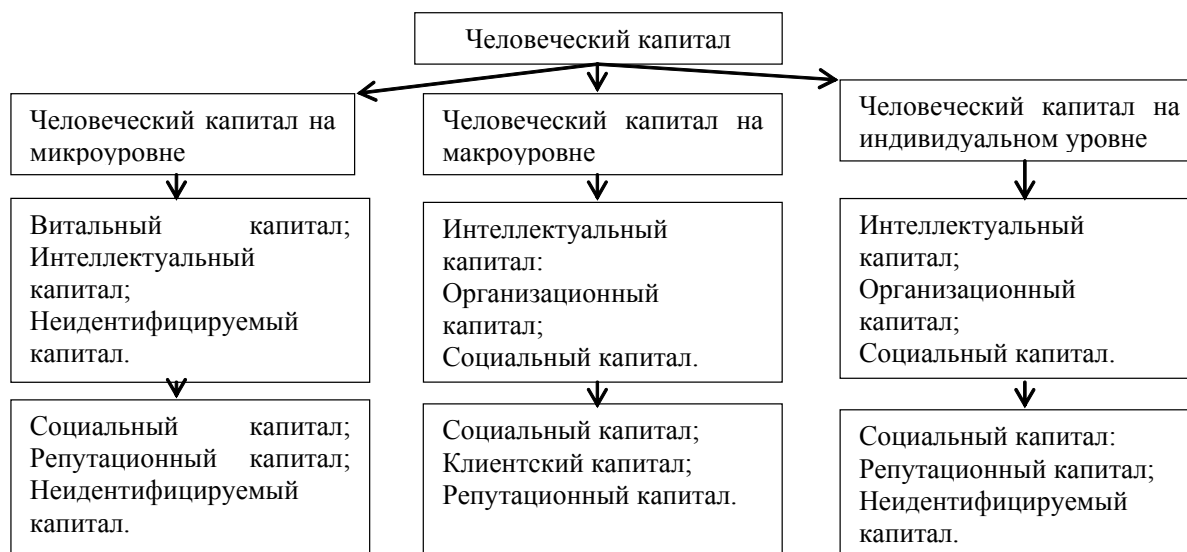 Человеческий капитал
Человеческий капитал на
микроуровне
Человеческий капитал на
макроуровне
Человеческий капитал на
индивидуальном уровне
Витальный капитал;
Интеллектуальный
капитал;
Неидентифицируемый
капитал.
Интеллектуальный
капитал:
Организационный
капитал;
Социальный капитал.
Интеллектуальный
капитал;
Организационный
капитал;
Социальный капитал.
Социальный капитал;
Репутационный капитал;
Неидентифицируемый
капитал.
Социальный капитал;
Клиентский капитал;
Репутационный капитал.
Социальный капитал:
Репутационный капитал;
Неидентифицируемый
капитал.